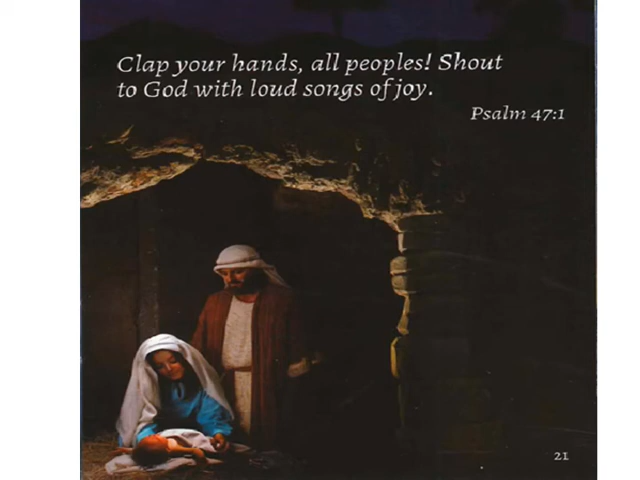 Clap your hands, all peoples! Shout
to God with loud songs of joy.
Psalm 47:1
21